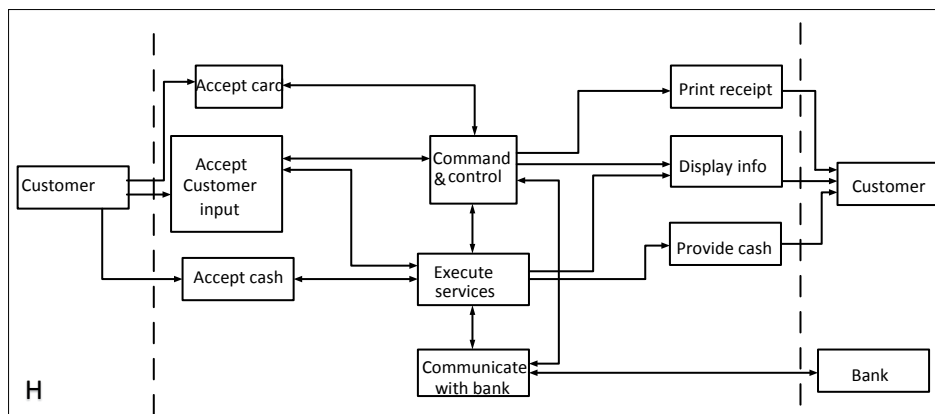 Customer
Accept card
Accept
Customer
input
Accept cash
Command
& control
Execute
services
Communicate
with bank
Print receipt
Display info
Provide cash
Customer
Bank
H